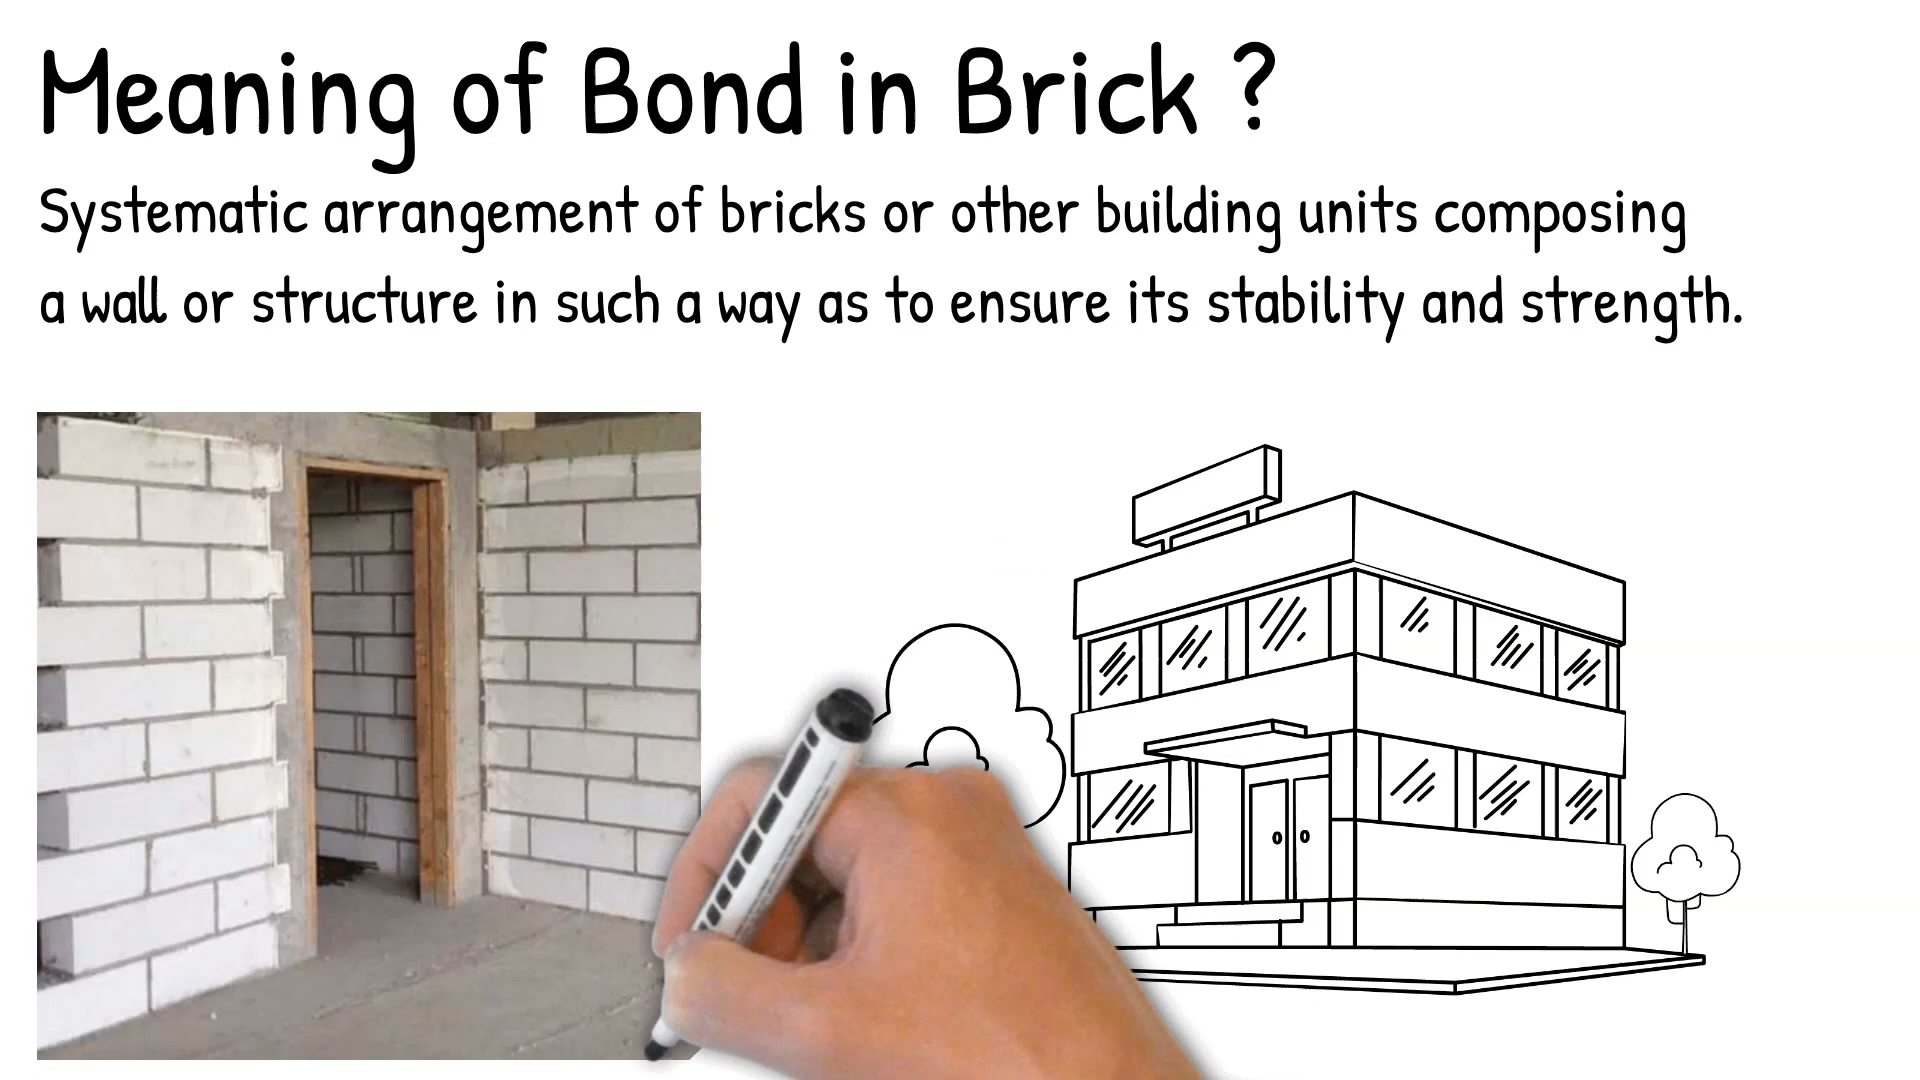 Meaning of Bond in Brick ?
Systematic arrangement of bricks or other building units composing
a wall or structure in such a way as to ensure its stability and strength.